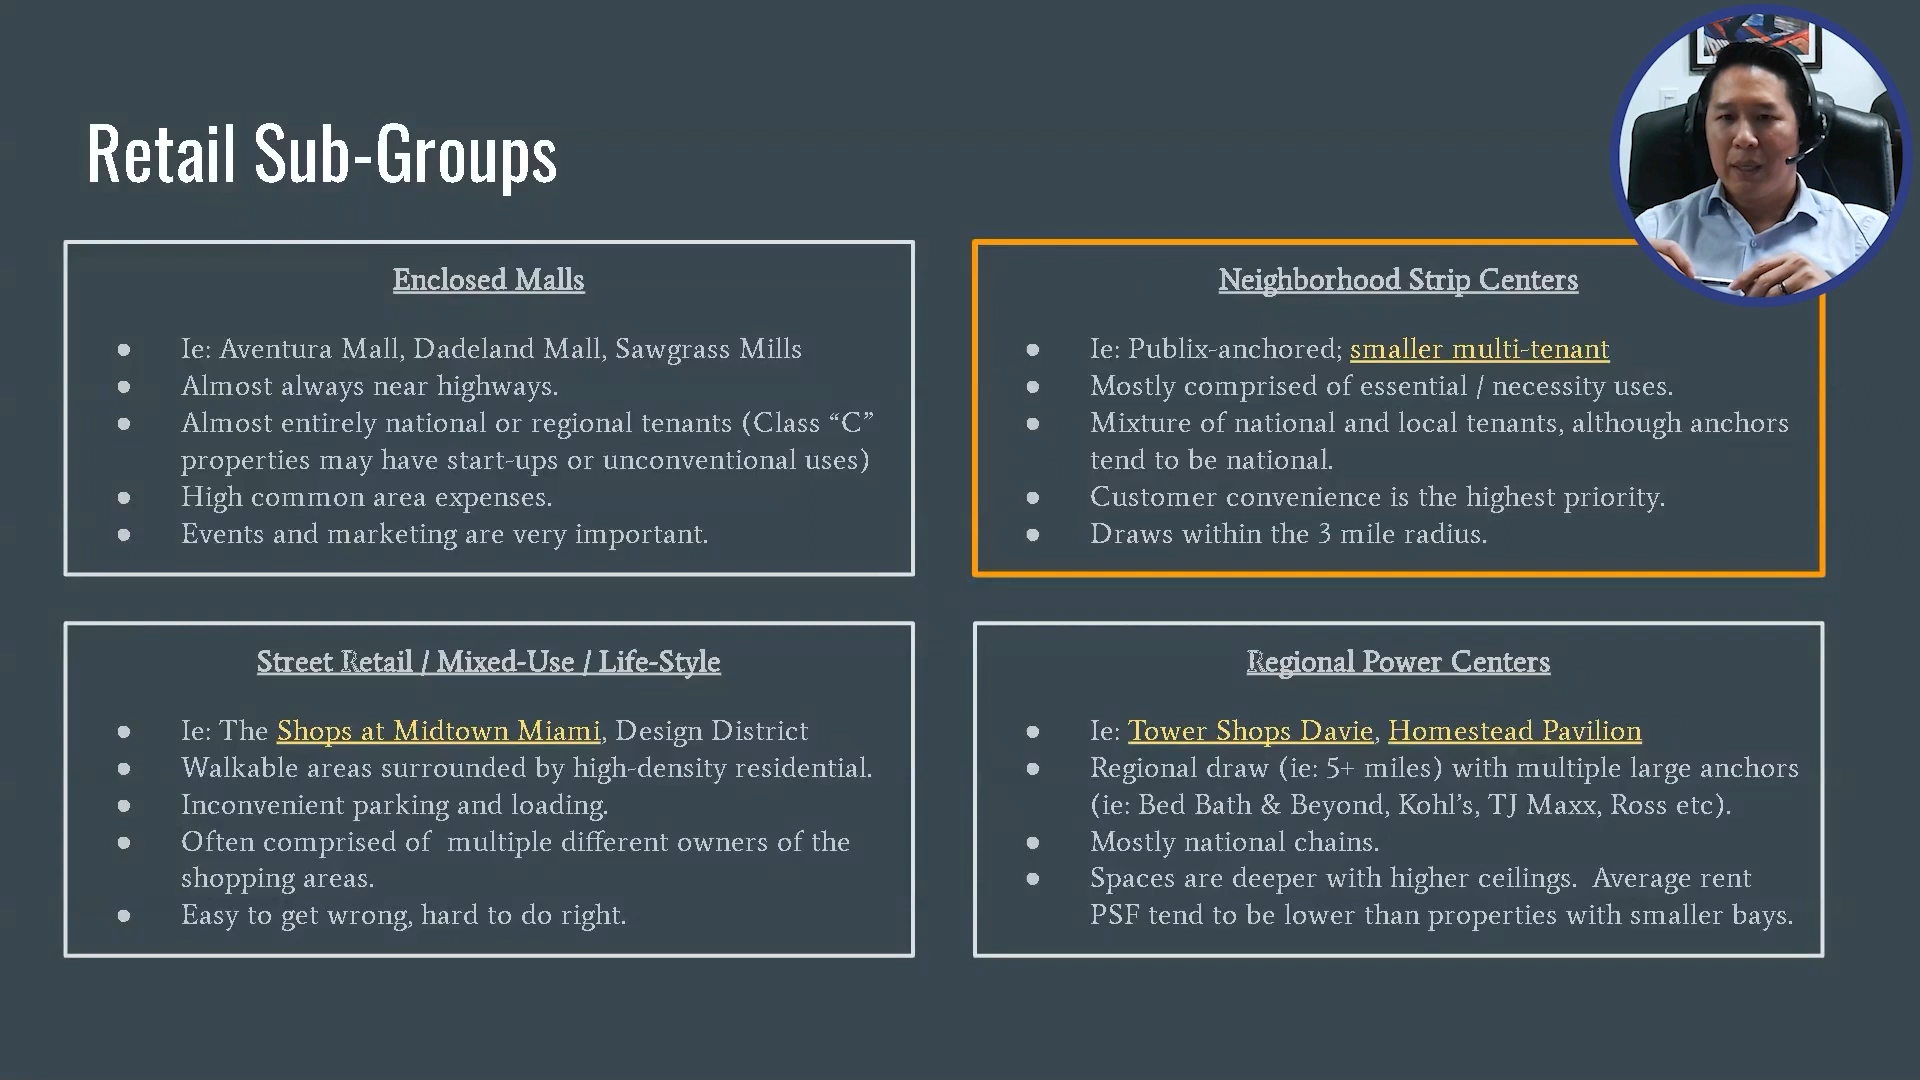 Retail Sub-Groups
Enclosed Malls
Ie: Aventura Mall, Dadeland Mall, Sawgrass Mills
Almost always near highways.
Almost entirely national or regional tenants (Class “C”
properties may have start-ups or unconventional uses)
High common area expenses.
Events and marketing are very important.
Neighborhood Strip Centers
Ie: Publix-anchored; smaller multi-tenant
Mostly comprised of essential / necessity uses.
Mixture of national and local tenants, although anchors
tend to be national.
Customer convenience is the highest priority.
Draws within the 3 mile radius.
Street Retail / Mixed-Use / Life-Style
Ie: The Shops at Midtown Miami, Design District
Walkable areas surrounded by high-density residential.
Inconvenient parking and loading.
Often comprised of  multiple different owners of the
shopping areas.
Easy to get wrong, hard to do right.
Regional Power Centers
Ie: Tower Shops Davie, Homestead Pavilion
Regional draw (ie: 5+ miles) with multiple large anchors
(ie: Bed Bath & Beyond, Kohl’s, TJ Maxx, Ross etc).
Mostly national chains.
Spaces are deeper with higher ceilings.  Average rent
PSF tend to be lower than properties with smaller bays.